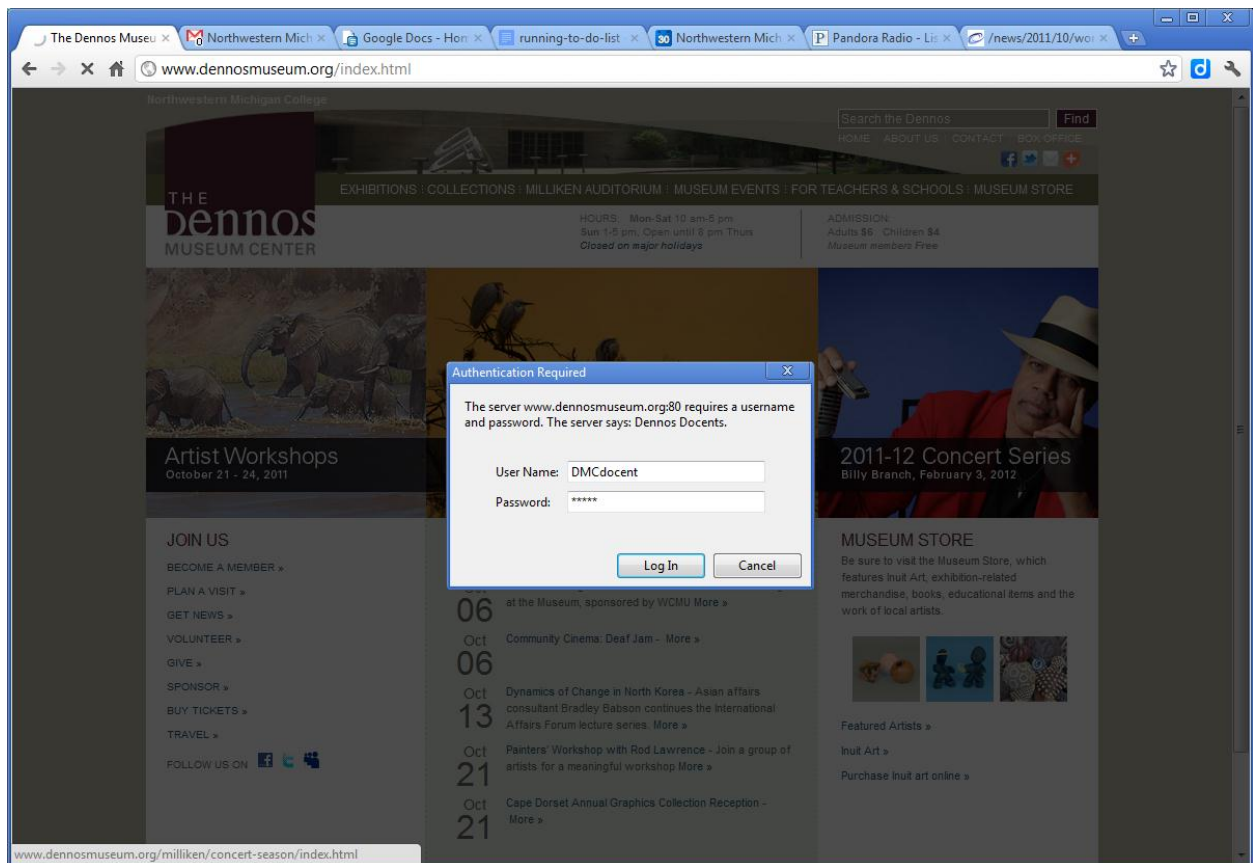 The Dennos Museu
Northwestern Mich
Google Docs - Hom
running-to-do-list
30 Northwestern Mich
P Pandora Radio - Lis
/news/2011/10/wor
www.dennosmuseum.org/index.html
Northwestern Michigan College
Search the Dennos
Find
HOME ABOUT US CONTACT BOX OFFICE
EXHIBITIONS COLLECTIONS MILLIKEN AUDITORIUM MUSEUM EVENTS FOR TEACHERS & SCHOOLS MUSEUM STORE
THE
Dennos
MUSEUM CENTER
HOURS: Mon-Sat 10 am-5 pm
Sun 1-5 pm, Open until 8 pm Thurs
Closed on major holidays
ADMISSION:
Adults $6 Children $4
Museum members Free
Authentication Required
The server www.dennosmuseum.org:80 requires a username
and password. The server says: Dennos Docents.
User Name: DMCdocent
Password: *****
Log In
Cancel
Artist Workshops
October 21 - 24, 2011
2011-12 Concert Series
Billy Branch, February 3, 2012
JOIN US
BECOME A MEMBER »
PLAN A VISIT »
GET NEWS »
VOLUNTEER »
GIVE »
SPONSOR »
BUY TICKETS »
TRAVEL »
FOLLOW US ON
06
at the Museum, sponsored by WCMU More »
Oct
06
Community Cinema: Deaf Jam - More »
Oct
13
Dynamics of Change in North Korea - Asian affairs
consultant Bradley Babson continues the International
Affairs Forum lecture series. More »
Oct
21
Painters' Workshop with Rod Lawrence - Join a group of
artists for a meaningful workshop More »
Oct
21
Cape Dorset Annual Graphics Collection Reception -
More »
MUSEUM STORE
Be sure to visit the Museum Store, which
features Inuit Art, exhibition-related
merchandise, books, educational items and the
work of local artists.
Featured Artists »
Inuit Art »
Purchase Inuit art online »
www.dennosmuseum.org/milliken/concert-season/index.html